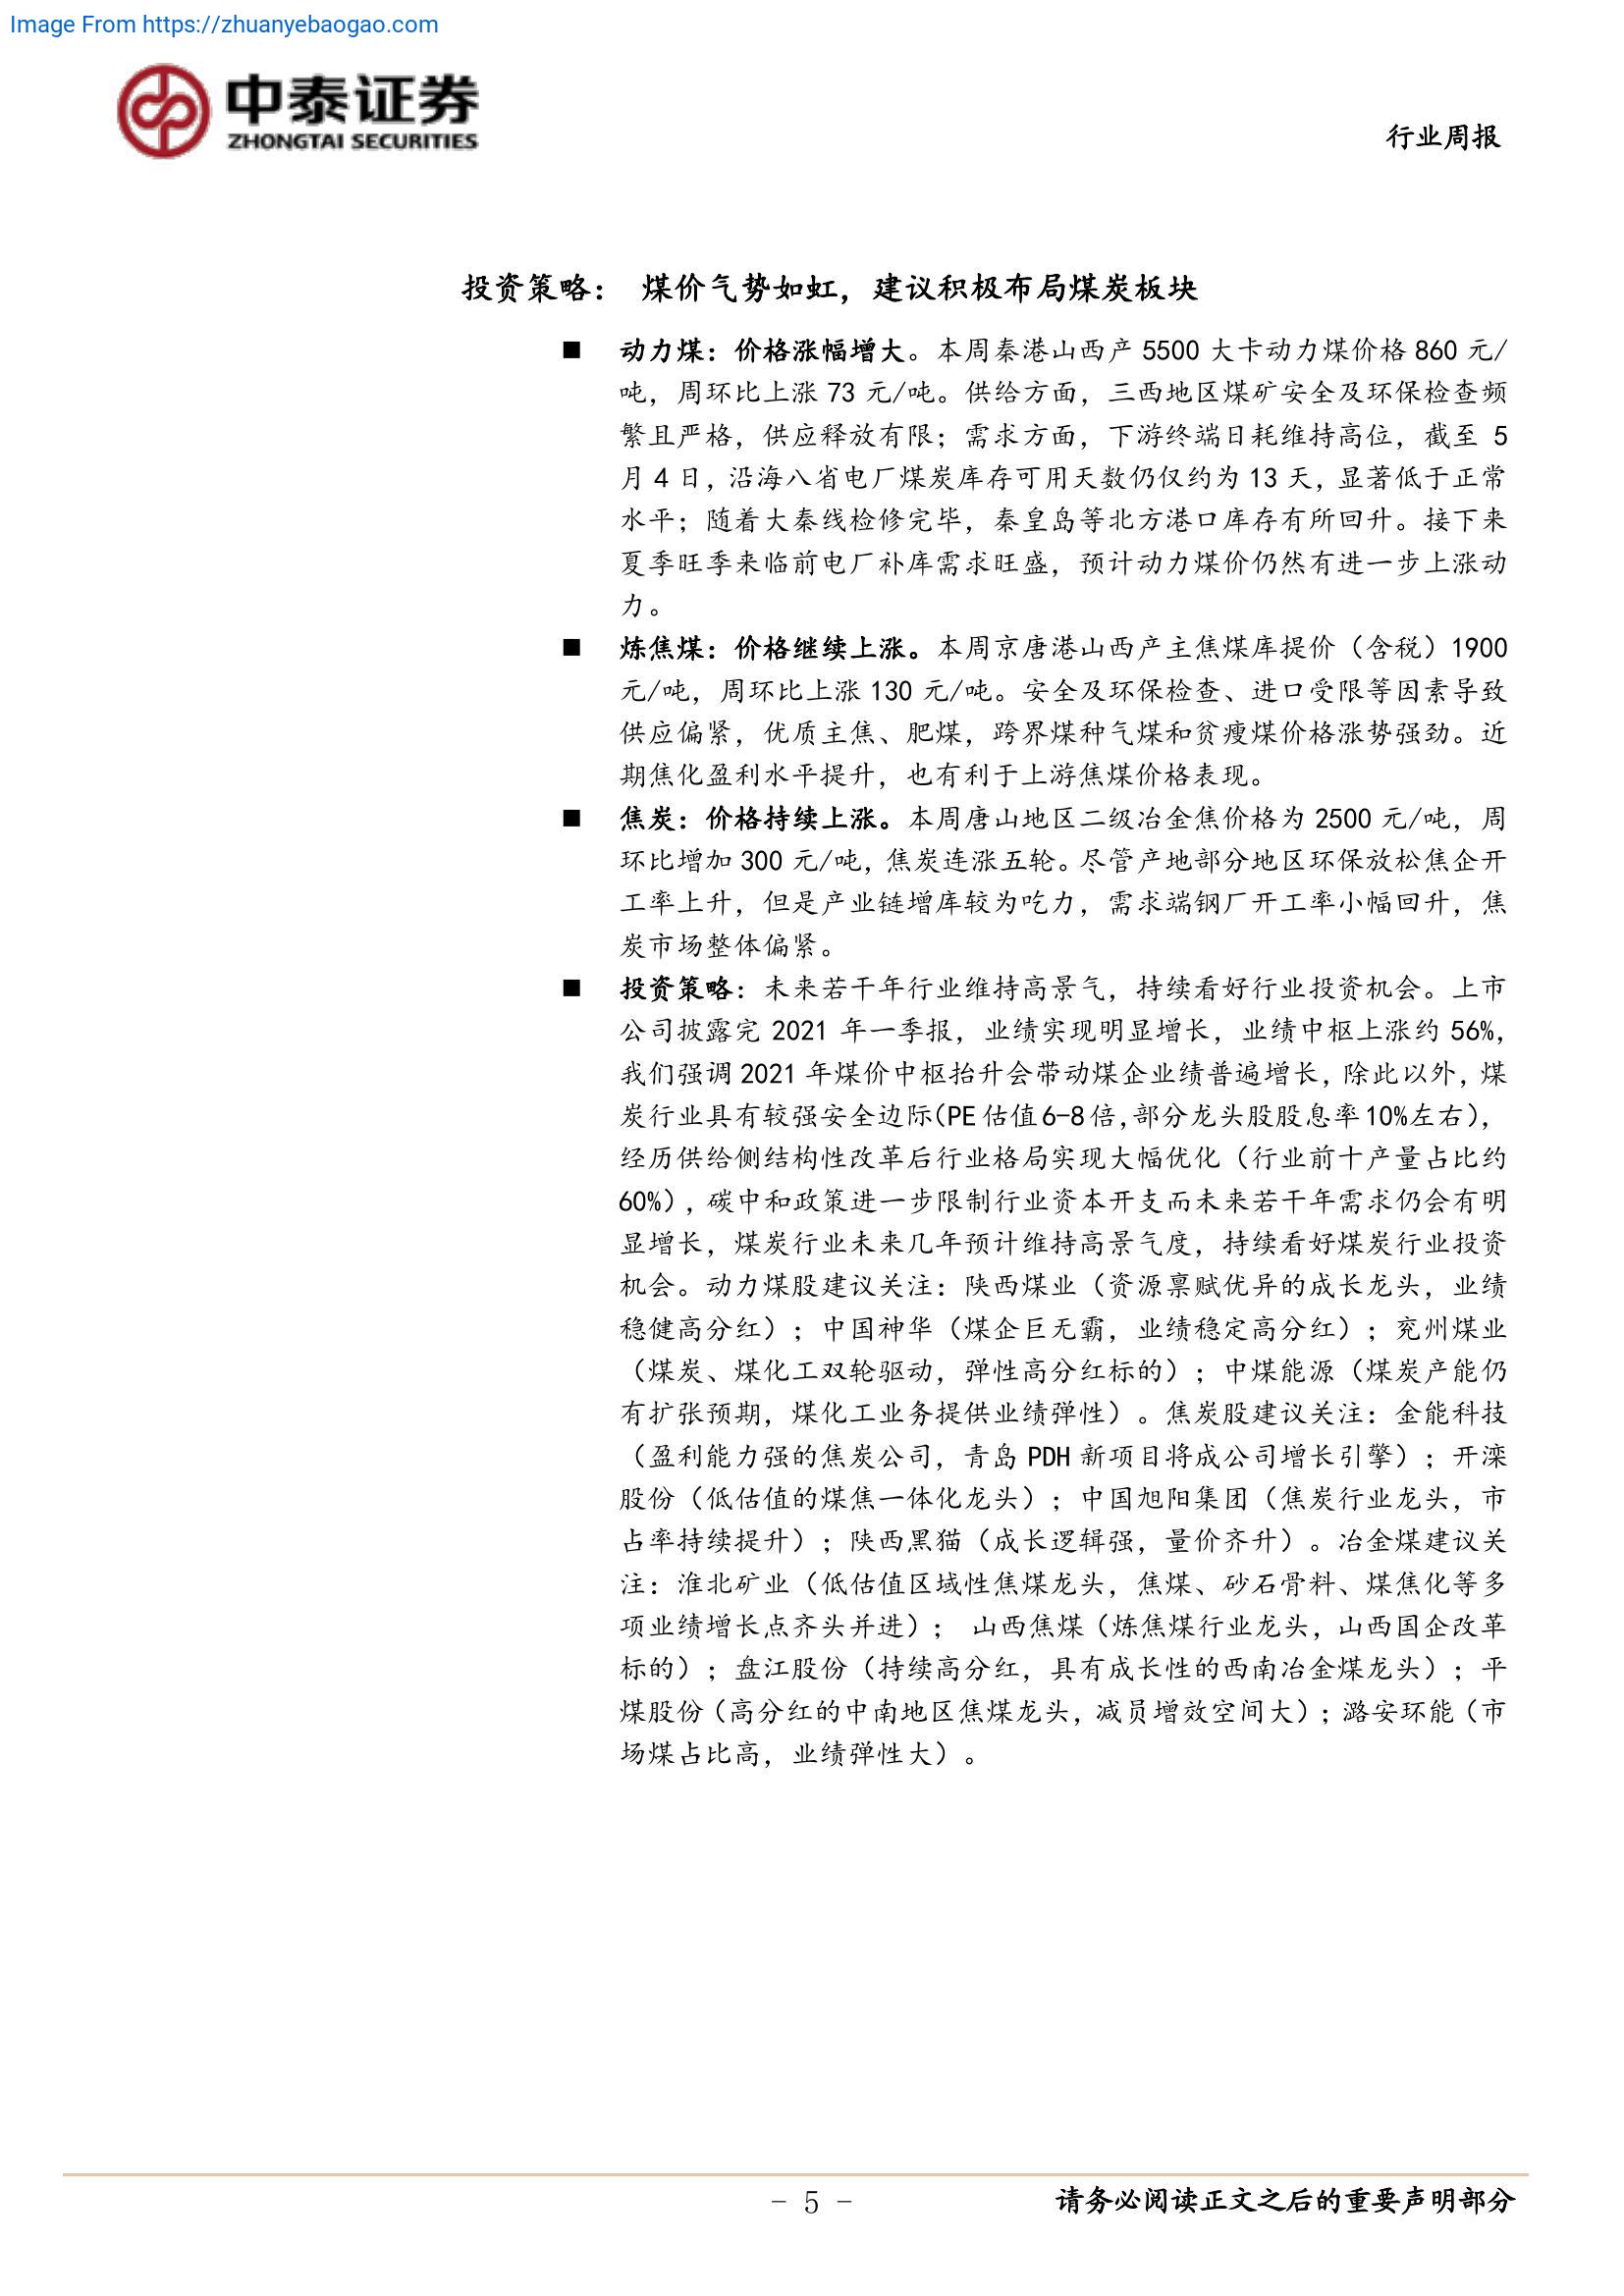 Image From https://zhuanyebaogao.com
中泰证券
ZHONGTAI SECURITIES
行业周报
投资策略： 煤价气势如虹，建议积极布局煤炭板块
■ 动力煤：价格涨幅增大。本周秦港山西产 5500 大卡动力煤价格 860 元/
吨，周环比上涨 73 元/吨。供给方面，三西地区煤矿安全及环保检查频
繁且严格，供应释放有限；需求方面，下游终端日耗维持高位，截至 5
月 4 日，沿海八省电厂煤炭库存可用天数仍仅约为 13 天，显著低于正常
水平；随着大秦线检修完毕，秦皇岛等北方港口库存有所回升。接下来
夏季旺季来临前电厂补库需求旺盛，预计动力煤价仍然有进一步上涨动
力。
■ 炼焦煤：价格继续上涨。本周京唐港山西产主焦煤库提价（含税）1900
元/吨，周环比上涨 130 元/吨。安全及环保检查、进口受限等因素导致
供应偏紧，优质主焦、肥煤，跨界煤种气煤和贫瘦煤价格涨势强劲。近
期焦化盈利水平提升，也有利于上游焦煤价格表现。
■ 焦炭：价格持续上涨。本周唐山地区二级冶金焦价格为 2500 元/吨，周
环比增加 300 元/吨，焦炭连涨五轮。尽管产地部分地区环保放松焦企开
工率上升，但是产业链增库较为吃力，需求端钢厂开工率小幅回升，焦
炭市场整体偏紧。
■ 投资策略：未来若干年行业维持高景气，持续看好行业投资机会。上市
公司披露完 2021 年一季报，业绩实现明显增长，业绩中枢上涨约 56%，
我们强调 2021 年煤价中枢抬升会带动煤企业绩普遍增长，除此以外，煤
炭行业具有较强安全边际（PE 估值 6-8 倍，部分龙头股股息率 10%左右），
经历供给侧结构性改革后行业格局实现大幅优化（行业前十产量占比约
60%），碳中和政策进一步限制行业资本开支而未来若干年需求仍会有明
显增长，煤炭行业未来几年预计维持高景气度，持续看好煤炭行业投资
机会。动力煤股建议关注：陕西煤业（资源禀赋优异的成长龙头，业绩
稳健高分红）；中国神华（煤企巨无霸，业绩稳定高分红）；兖州煤业
（煤炭、煤化工双轮驱动，弹性高分红标的）；中煤能源（煤炭产能仍
有扩张预期，煤化工业务提供业绩弹性）。焦炭股建议关注：金能科技
（盈利能力强的焦炭公司，青岛 PDH 新项目将成公司增长引擎）；开滦
股份（低估值的煤焦一体化龙头）；中国旭阳集团（焦炭行业龙头，市
占率持续提升）；陕西黑猫（成长逻辑强，量价齐升）。冶金煤建议关
注：淮北矿业（低估值区域性焦煤龙头，焦煤、砂石骨料、煤焦化等多
项业绩增长点齐头并进）； 山西焦煤（炼焦煤行业龙头，山西国企改革
标的）；盘江股份（持续高分红，具有成长性的西南冶金煤龙头）；平
煤股份（高分红的中南地区焦煤龙头，减员增效空间大）；潞安环能（市
场煤占比高，业绩弹性大）。
- 5 -
请务必阅读正文之后的重要声明部分